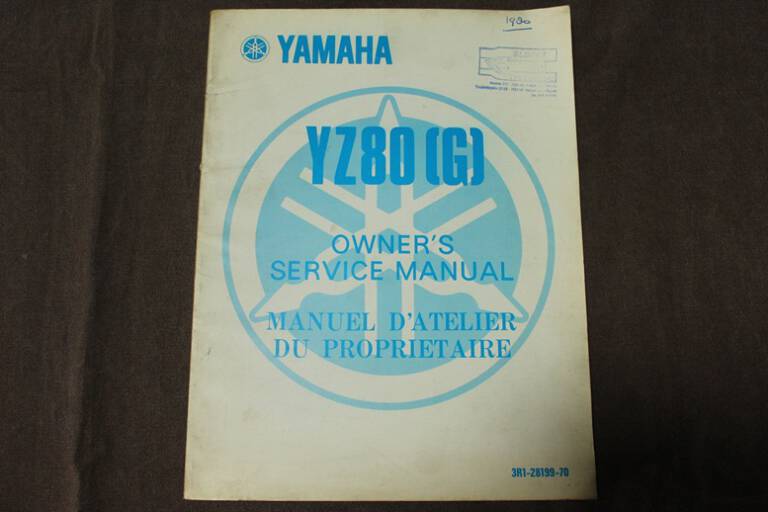 1980
YAMAHA
YZ80(G)
OWNER'S
SERVICE MANUAL
MANUEL D'ATELIER
DU PROPRIETAIRE
3R1-28199-70